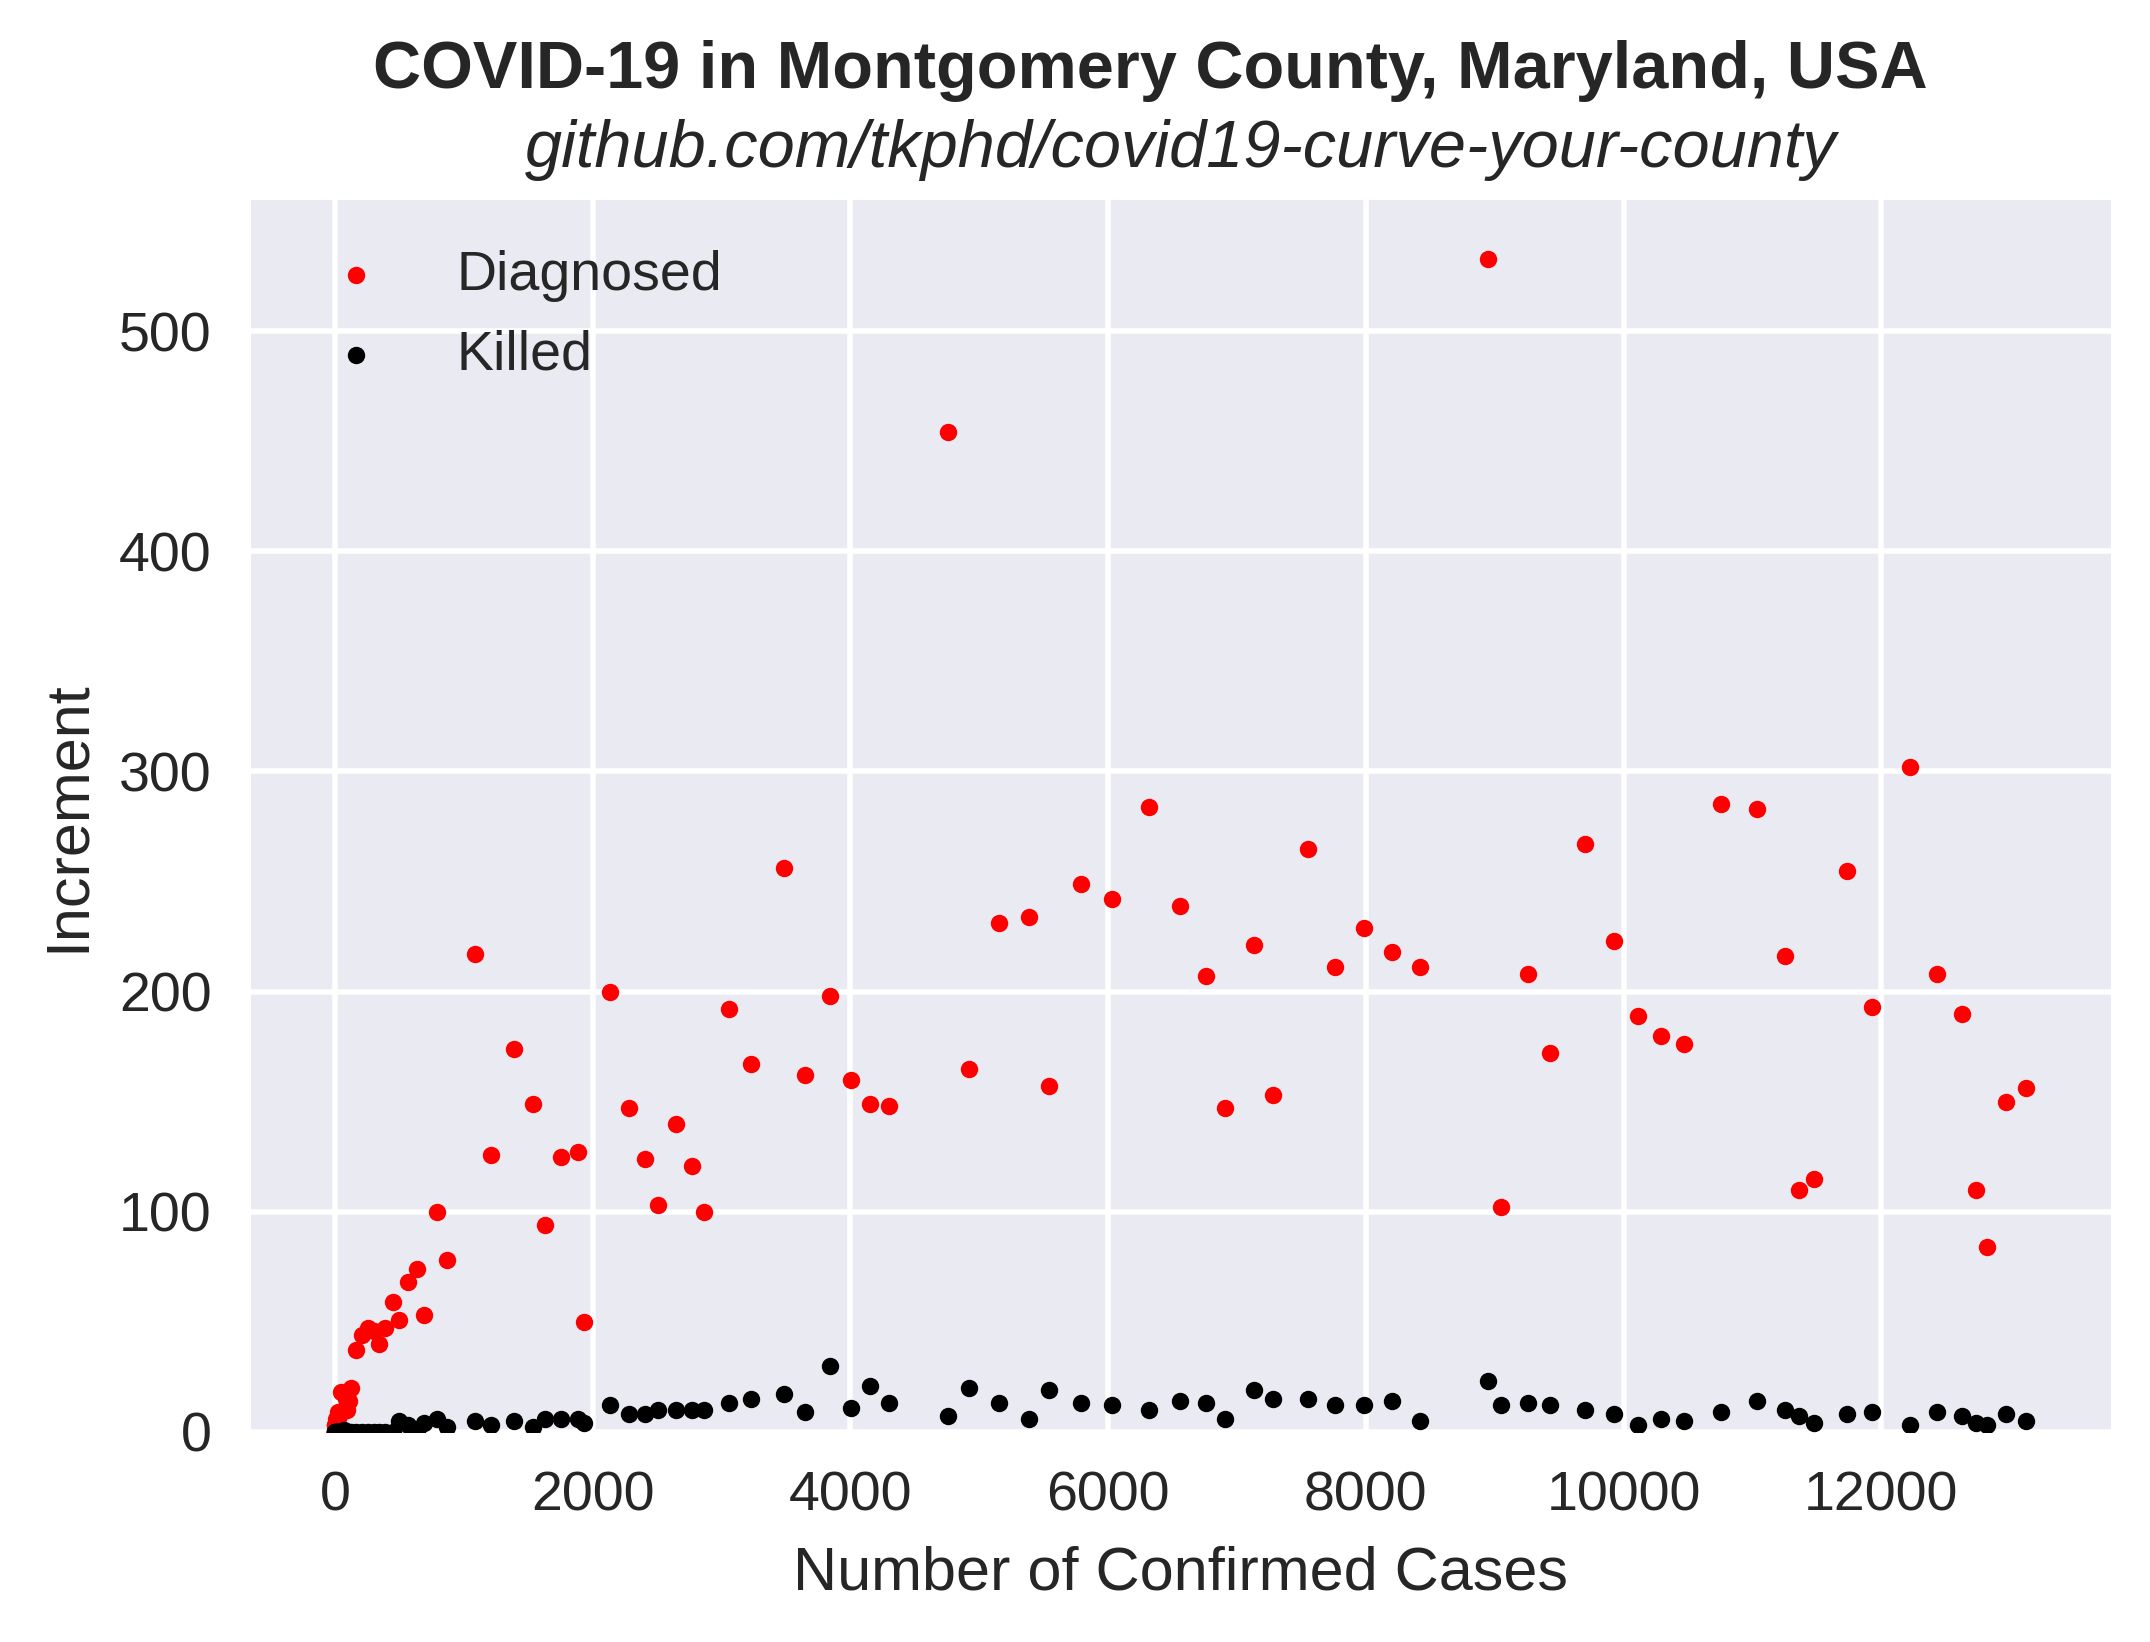 COVID-19 in Montgomery County, Maryland, USA
github.com/tkphd/covid19-curve-your-county
Diagnosed
Killed
500
400
300
200
100
0
Increment
0 2000 4000 6000 8000 10000 12000
Number of Confirmed Cases